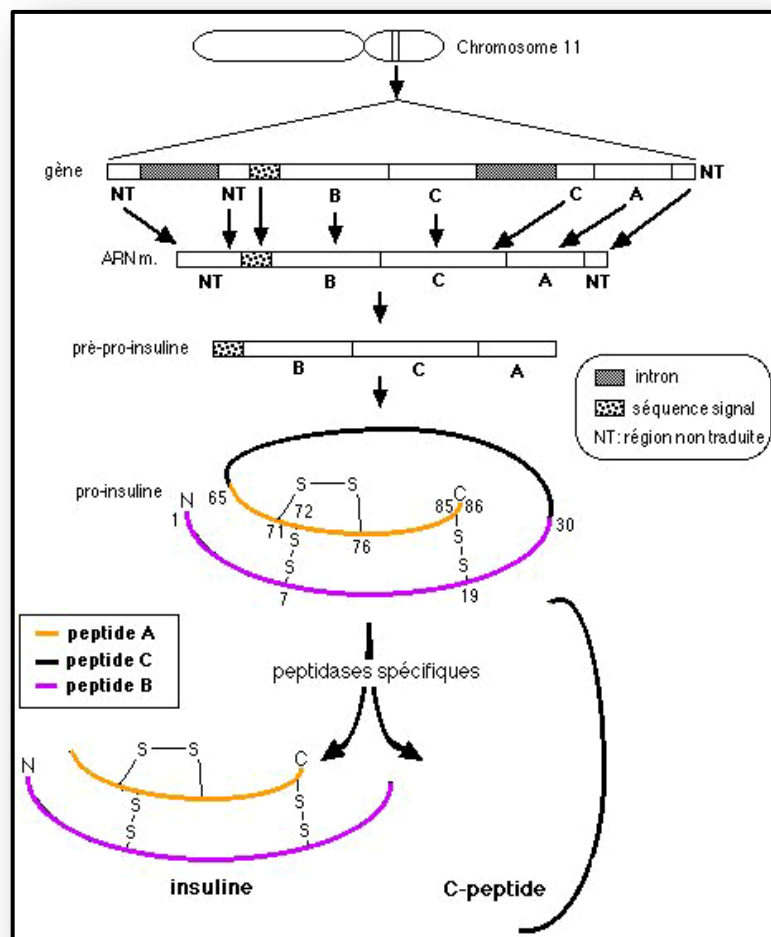 Chromosome 11
gène
NT
NT
B
C
C
A
NT
ARN m.
NT
B
C
A
NT
pré-pro-insuline
B
C
A
intron
séquence signal
NT : région non traduite
pro-insuline
N
1
65
S
S
71
72
76
85
C
86
30
S
S
S
S
7
19
peptide A
peptide C
peptide B
peptidases spécifiques
N
S
S
C
S
S
S
S
insuline
C-peptide